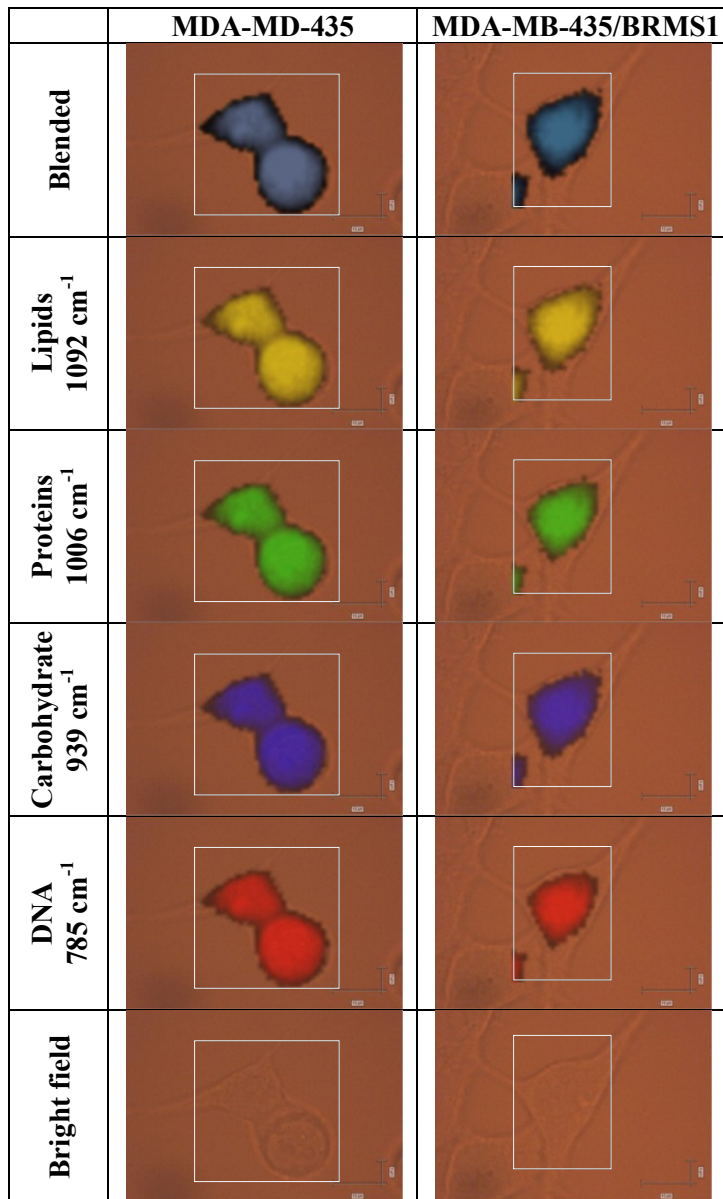 MDA-MD-435 MDA-MB-435/BRMS1
Blended
Lipids
1092 cm-1
Proteins
1006 cm-1
Carbohydrate
939 cm-1
DNA
785 cm-1
Bright field